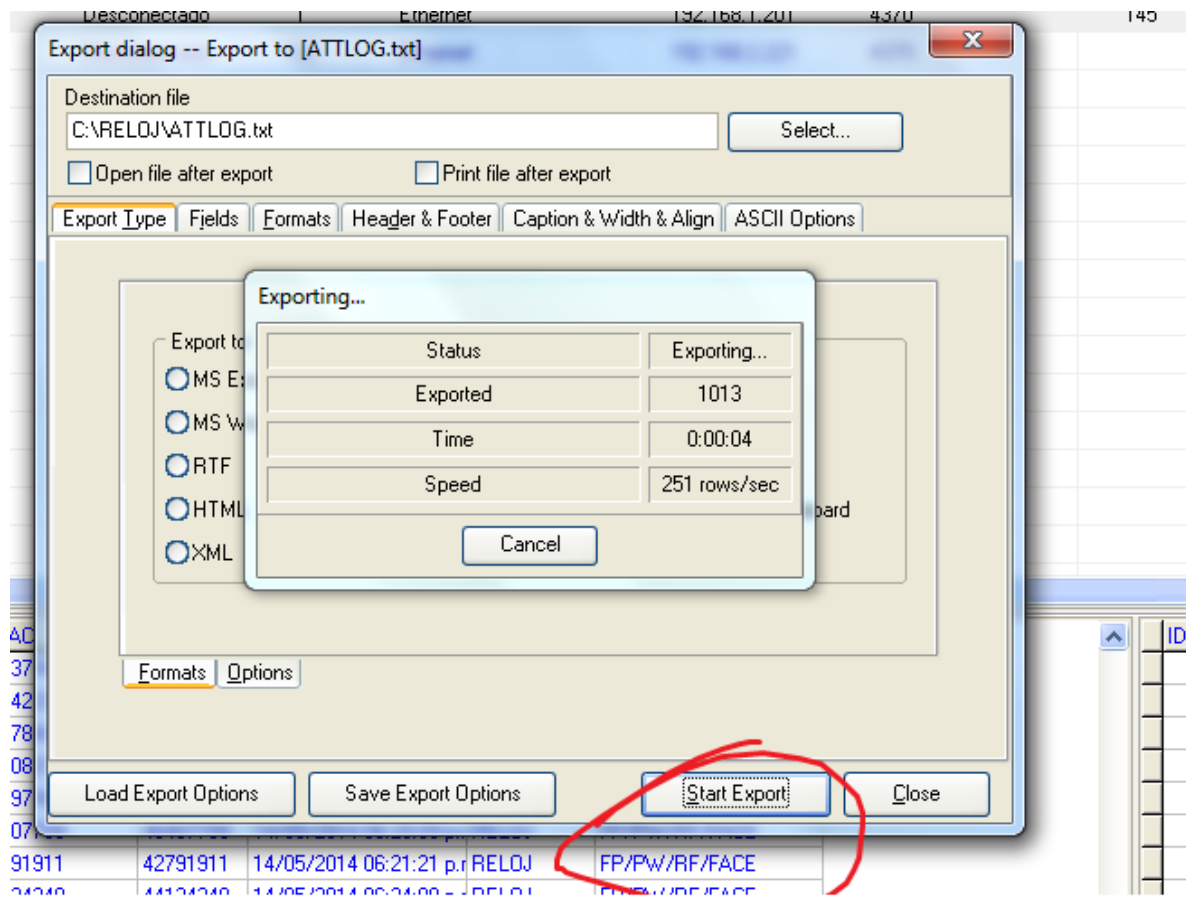 Desconectado Ethernet 192.168.1.201 4370 145
Export dialog -- Export to [ATTLOG.txt]
Destination file
C:\RELOJ\ATTLOG.txt
Select...
Open file after export Print file after export
Export Type Fields Formats Header & Footer Caption & Width & Align ASCII Options
Exporting...
Export to
Status Exporting...
MS
Exported 1013
MS W
Time 0:00:04
RTF
Speed 251 rows/sec
HTML
XML
Cancel
ID
37
Formats Options
42
78
08
97
Load Export Options Save Export Options Start Export Close
91911 42791911 14/05/2014 06:21:21 p.r RELOJ FP/PW/RF/FACE